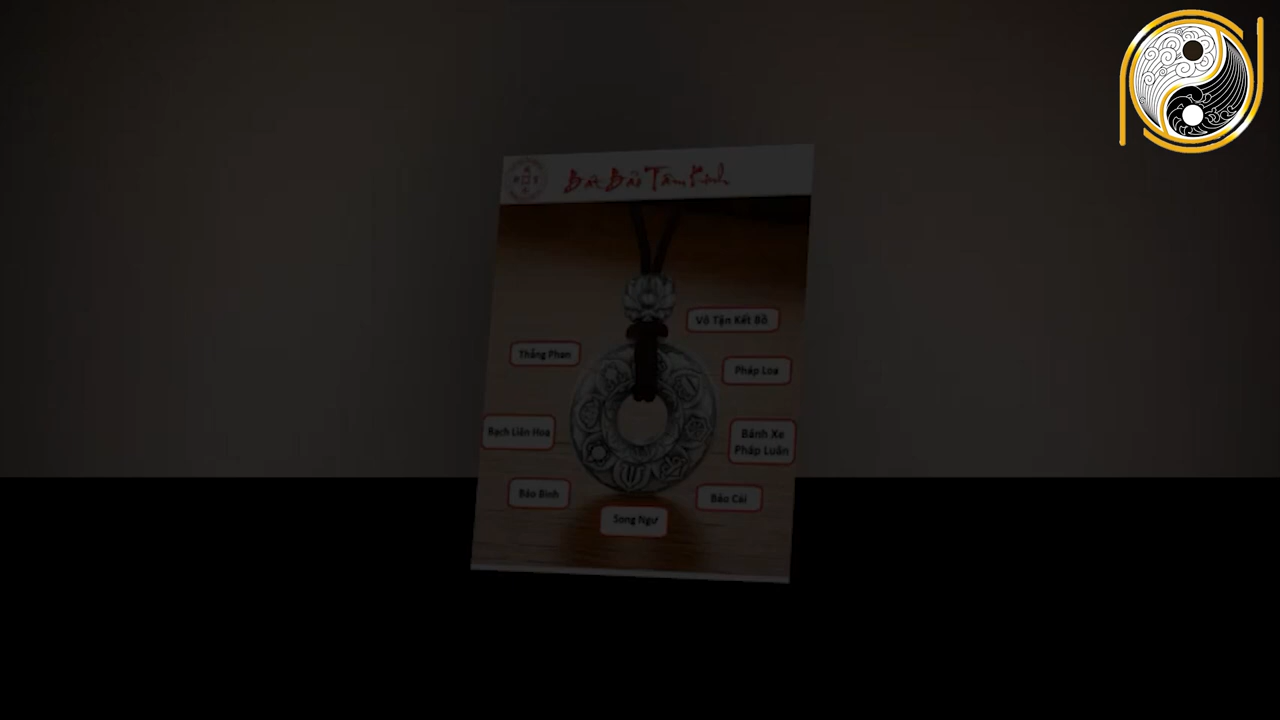 Bát Bảo Tâm Kinh
Vô Tận Kết Bồ
Thắng Phan
Pháp Loa
Bạch Liên Hoa
Bánh Xe
Pháp Luân
Bảo Bình
Bảo Cái
Song Ngư